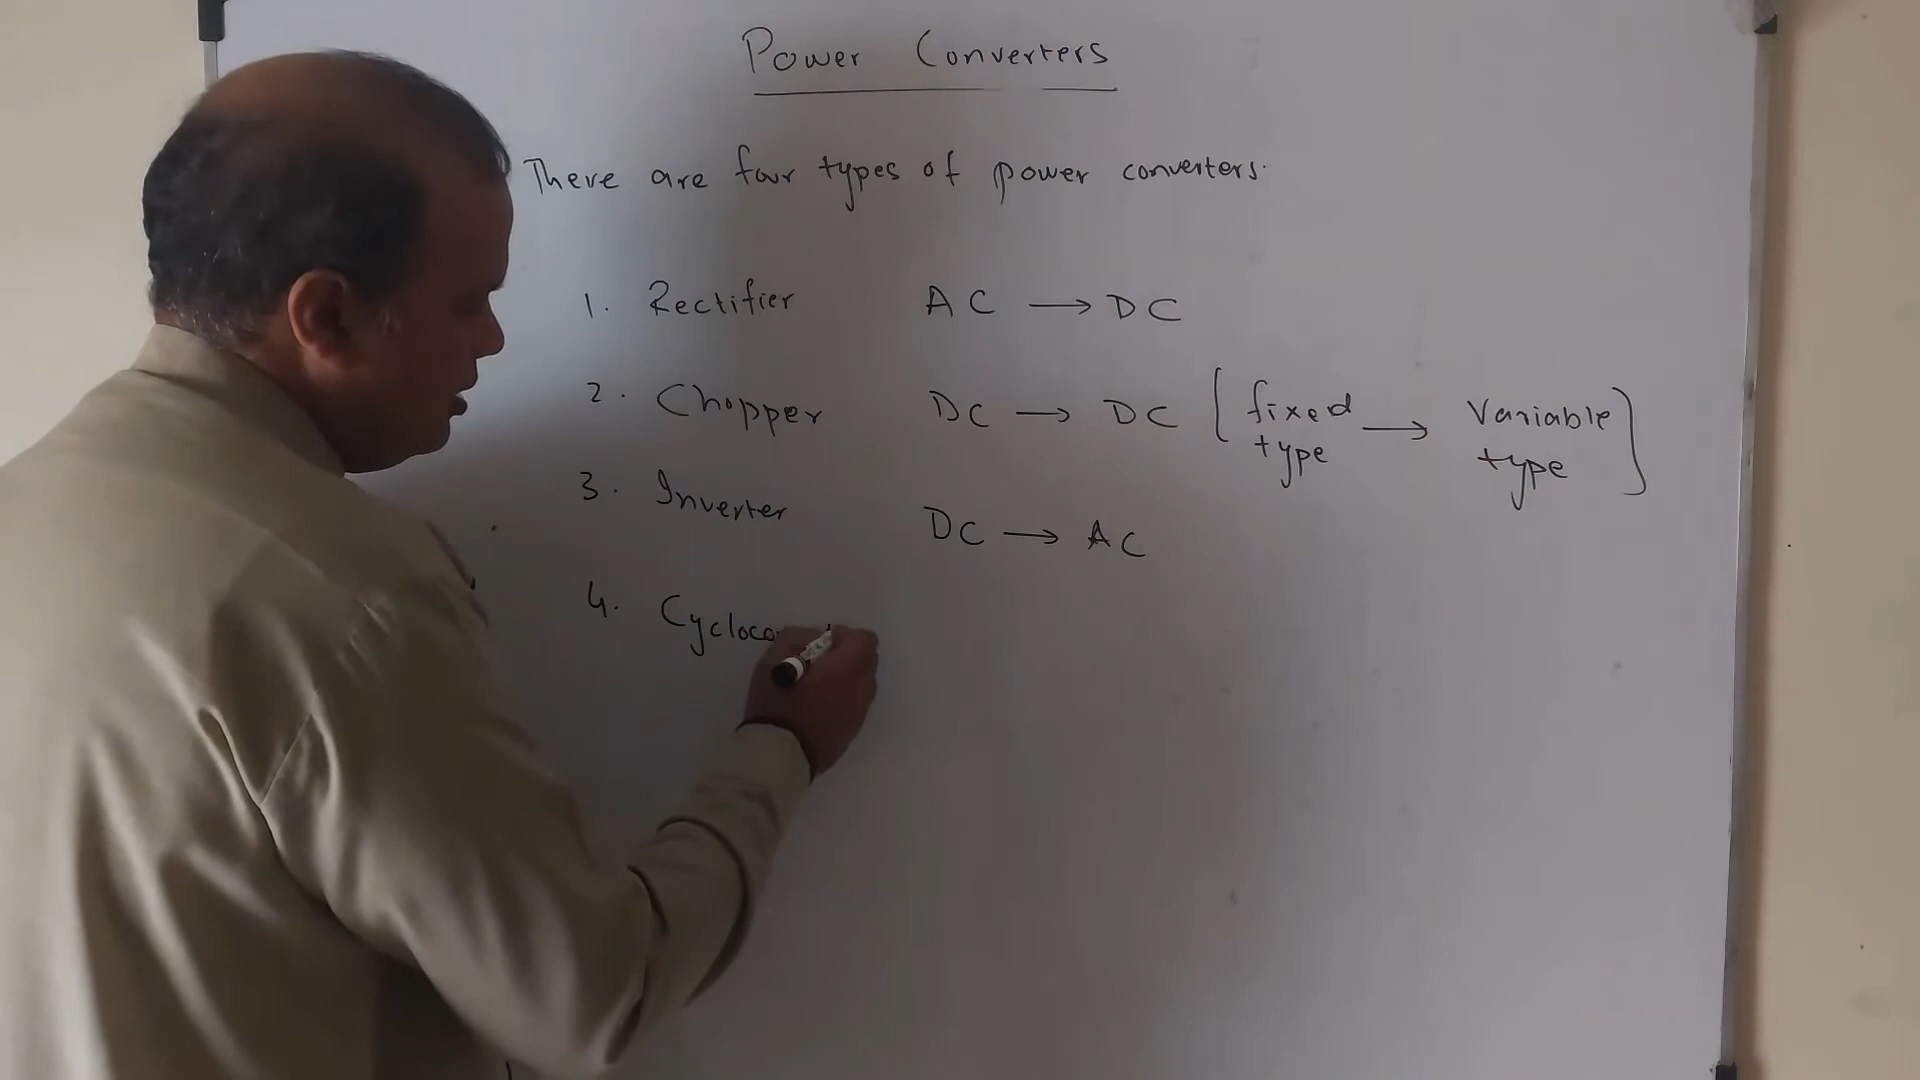 Power Converters
There are four types of power converters.
1. Rectifier AC → DC
2. Chopper DC → DC [fixed type → Variable type]
3. Inverter DC → AC
4. Cycloco